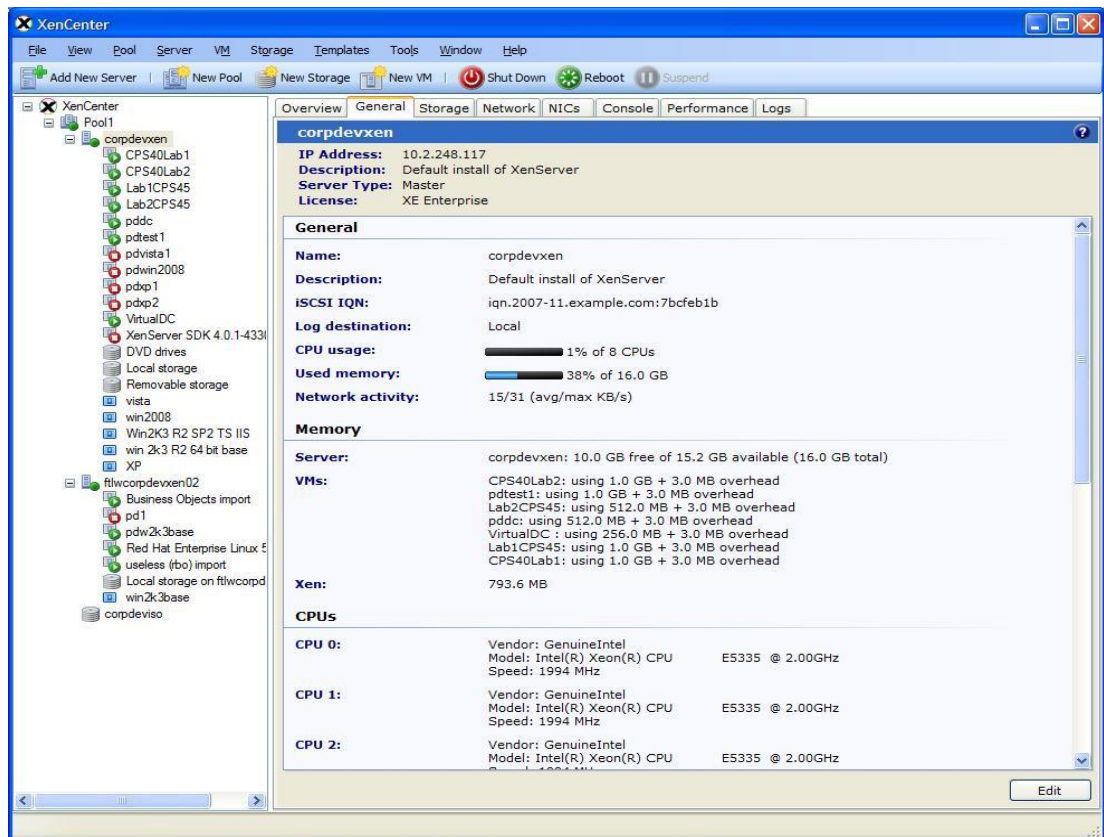 XenCenter
File View Pool Server VM Storage Templates Tools Window Help
Add New Server New Pool New Storage New VM Shut Down Reboot Suspend
XenCenter
Pool1
corpdevxen
CPS40Lab1
CPS40Lab2
Lab1CPS45
Lab2CPS45
pddc
pdtest1
pdvista1
pdwin2008
pdxp1
pdxp2
VirtualDC
XenServer SDK 4.0.1-4330
DVD drives
Local storage
Removable storage
vista
win2008
Win2K3 R2 SP2 TS IIS
win 2k3 R2 64 bit base
XP
ftlwcorpdevxen02
Business Objects import
pd1
pdw2k3base
Red Hat Enterprise Linux 5
useless (rbo) import
Local storage on ftlwcorpd
win2k3base
corpdeviso
Overview General Storage Network NICs Console Performance Logs
corpdevxen
IP Address: 10.2.248.117
Description: Default install of XenServer
Server Type: Master
License: XE Enterprise
General
Name: corpdevxen
Description: Default install of XenServer
iSCSI IQN: iqn.2007-11.example.com:7bcfeb1b
Log destination: Local
CPU usage: 1% of 8 CPUs
Used memory: 38% of 16.0 GB
Network activity: 15/31 (avg/max KB/s)
Memory
Server: corpdevxen: 10.0 GB free of 15.2 GB available (16.0 GB total)
VMs: CPS40Lab2: using 1.0 GB + 3.0 MB overhead
pdtest1: using 1.0 GB + 3.0 MB overhead
Lab2CPS45: using 512.0 MB + 3.0 MB overhead
pddc: using 512.0 MB + 3.0 MB overhead
VirtualDC : using 256.0 MB + 3.0 MB overhead
Lab1CPS45: using 1.0 GB + 3.0 MB overhead
CPS40Lab1: using 1.0 GB + 3.0 MB overhead
Xen: 793.6 MB
CPUs
CPU 0: Vendor: GenuineIntel
Model: Intel(R) Xeon(R) CPU E5335 @ 2.00GHz
Speed: 1994 MHz
CPU 1: Vendor: GenuineIntel
Model: Intel(R) Xeon(R) CPU E5335 @ 2.00GHz
Speed: 1994 MHz
CPU 2: Vendor: GenuineIntel
Model: Intel(R) Xeon(R) CPU E5335 @ 2.00GHz
Edit